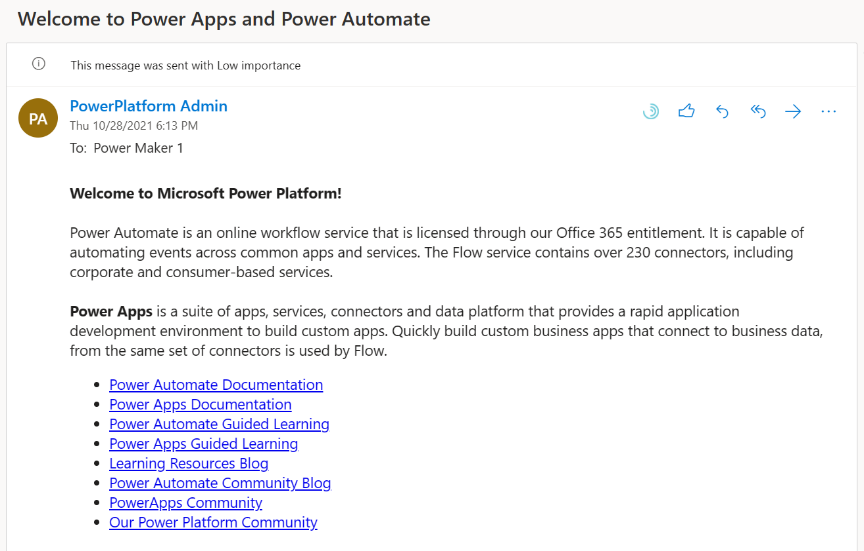 Welcome to Power Apps and Power Automate
This message was sent with Low importance
PA
PowerPlatform Admin
Thu 10/28/2021 6:13 PM
To: Power Maker 1
Welcome to Microsoft Power Platform!
Power Automate is an online workflow service that is licensed through our Office 365 entitlement. It is capable of
automating events across common apps and services. The Flow service contains over 230 connectors, including
corporate and consumer-based services.
Power Apps is a suite of apps, services, connectors and data platform that provides a rapid application
development environment to build custom apps. Quickly build custom business apps that connect to business data,
from the same set of connectors is used by Flow.
Power Automate Documentation
Power Apps Documentation
Power Automate Guided Learning
Power Apps Guided Learning
Learning Resources Blog
Power Automate Community Blog
PowerApps Community
Our Power Platform Community